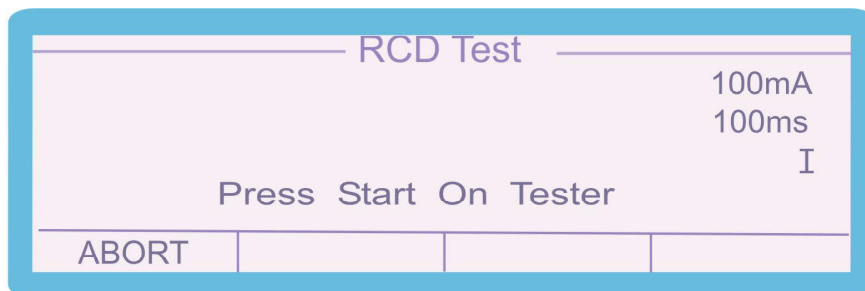 RCD Test
100mA
100ms
I
Press Start On Tester
ABORT